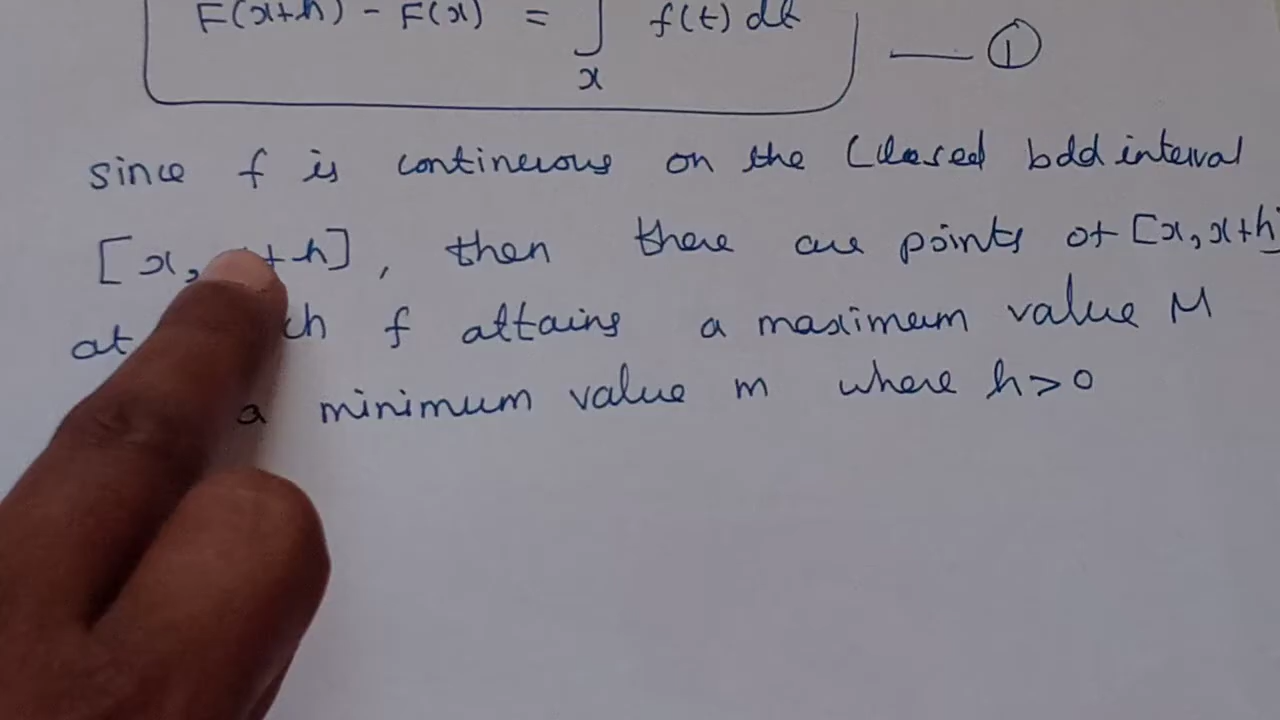 F(x+h) - F(x) = ∫ₓ f(t) dt — ①
since f is continuous on the closed bdd interval
[x, +h], then there are points of [x, x+h]
at ch f attains a maximum value M
a minimum value m where h>0